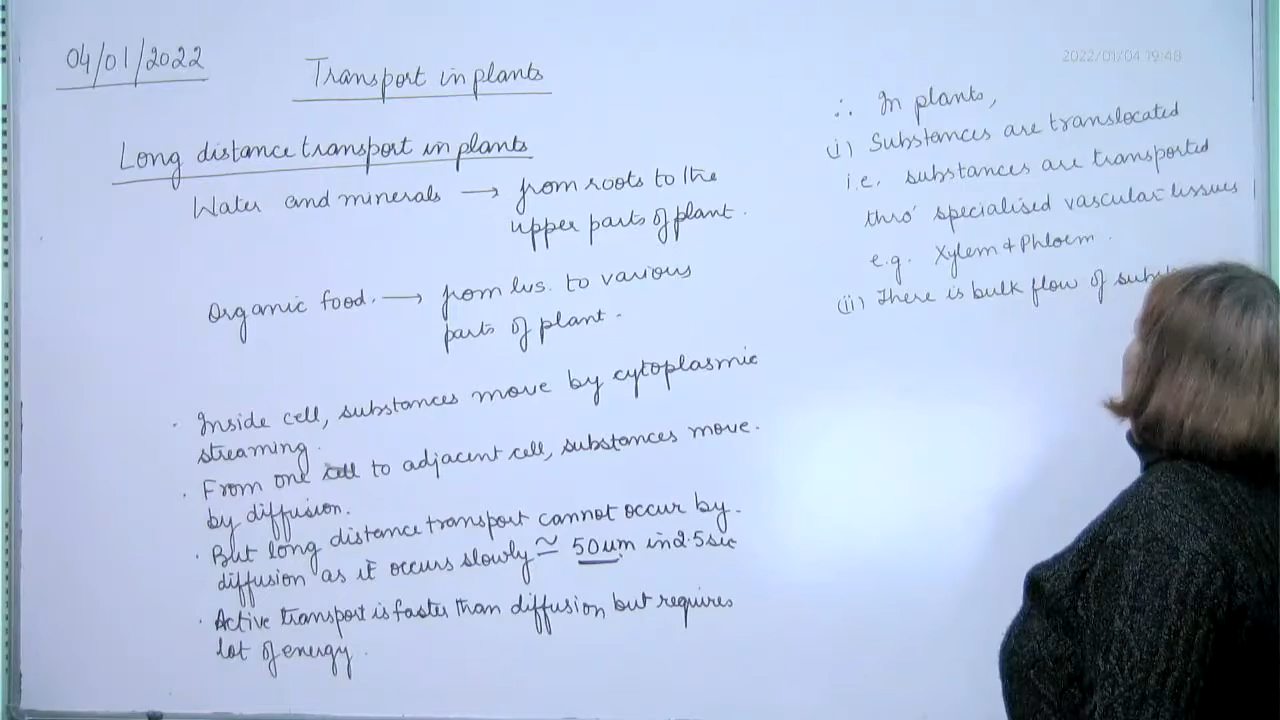 04/01/2022
Transport in plants
Long distance transport in plants
Water and minerals → from roots to the
upper parts of plant.
Organic food. → from lvs. to various
parts of plant.
· Inside cell, substances move by cytoplasmic
streaming.
· From one cell to adjacent cell, substances move.
by diffusion.
· But long distance transport cannot occur by.
diffusion as it occurs slowly ≃ 50um in 2.5 sec
· Active transport is faster than diffusion but requires
lot of energy.
2022/01/04 19:48
∴ In plants,
(i) Substances are translocated
i.e. substances are transported
thro' specialised vascular tissues
e.g. Xylem + Phloem.
(ii) There is bulk flow of